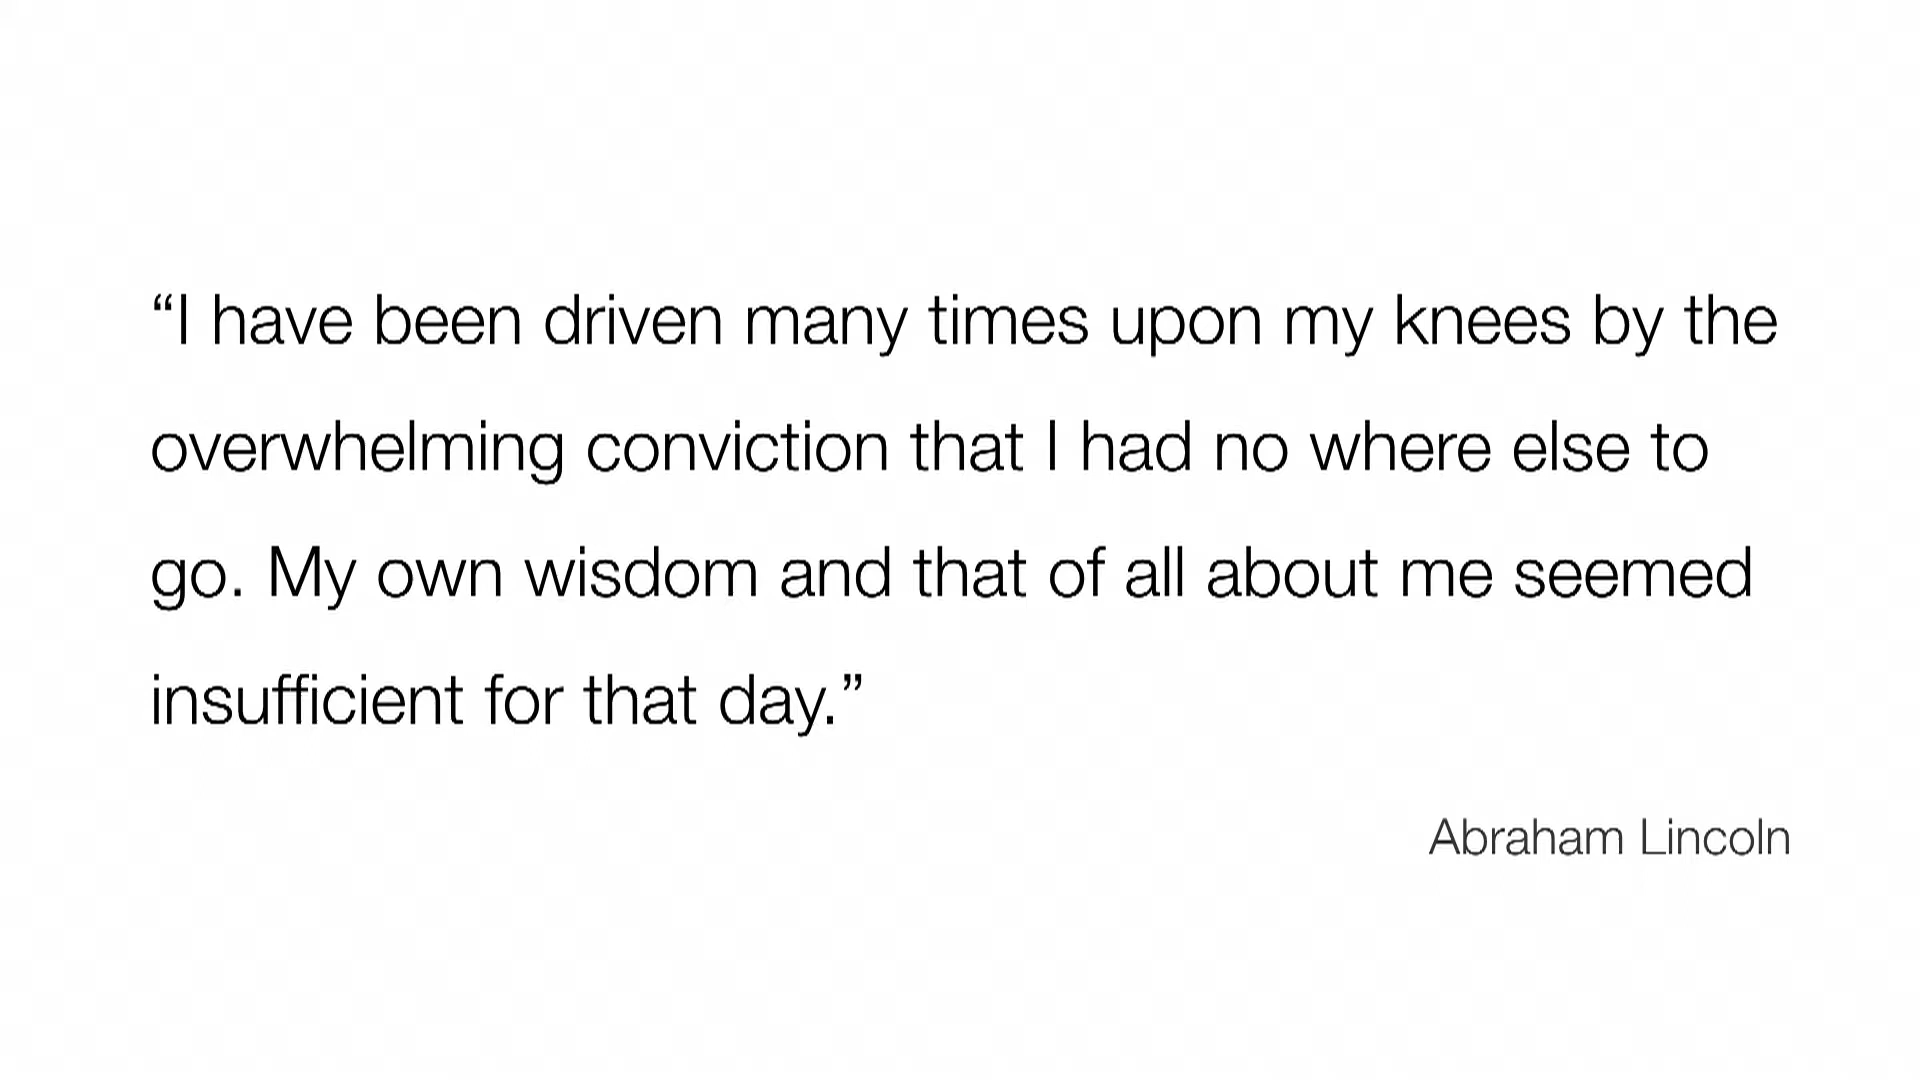 “I have been driven many times upon my knees by the
overwhelming conviction that I had no where else to
go. My own wisdom and that of all about me seemed
insufficient for that day.”
Abraham Lincoln